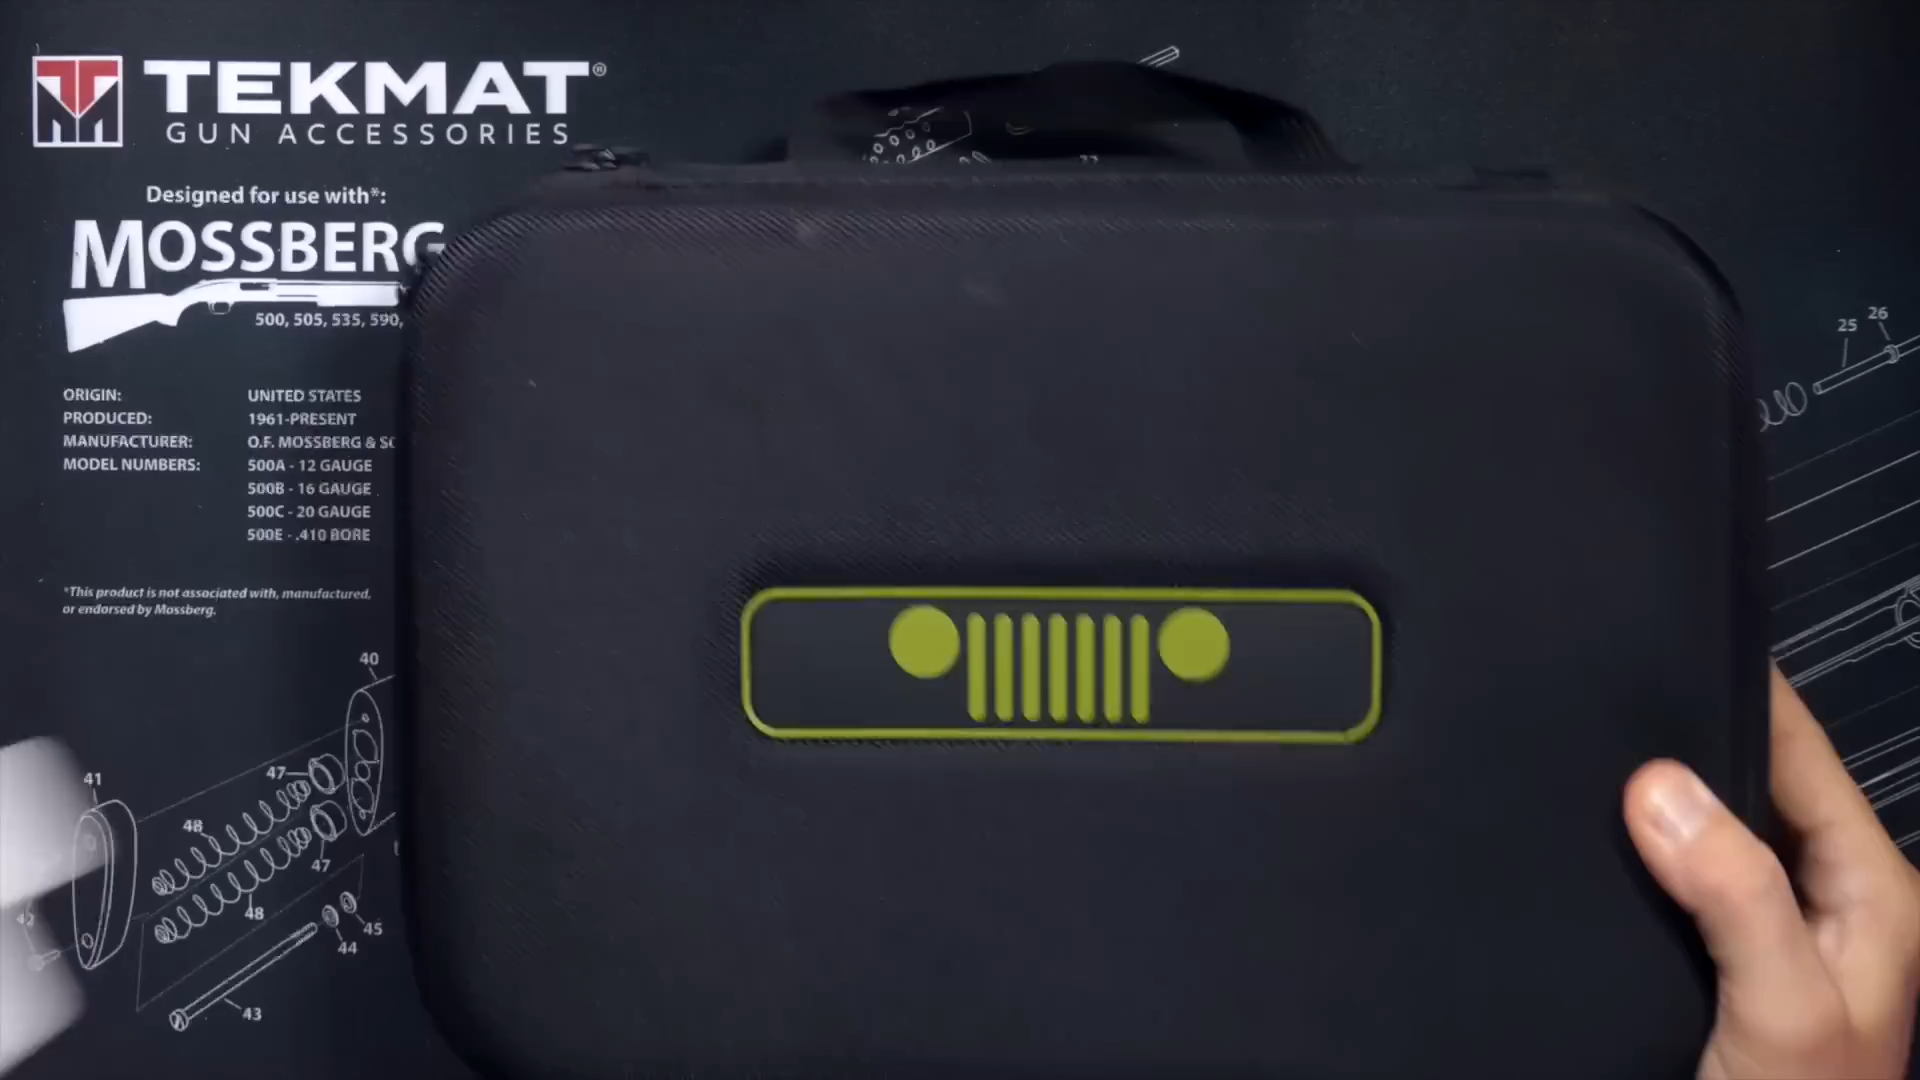 TEKMAT®
GUN ACCESSORIES
Designed for use with*:
MOSSBERG
500, 505, 535, 590,
ORIGIN: UNITED STATES
PRODUCED: 1961-PRESENT
MANUFACTURER: O.F. MOSSBERG &
MODEL NUMBERS: 500A - 12 GAUGE
500B - 16 GAUGE
500C - 20 GAUGE
500E - .410 BORE
*This product is not associated with, manufactured,
or endorsed by Mossberg.
25 26
40
41
47
48
47
48
45
44
43